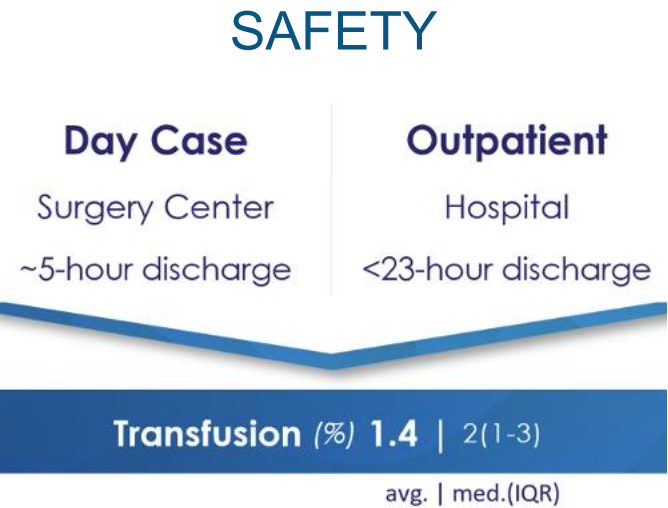 SAFETY
Day Case
Surgery Center
~5-hour discharge
Outpatient
Hospital
<23-hour discharge
Transfusion (%) 1.4 | 2(1-3)
avg. | med.(IQR)